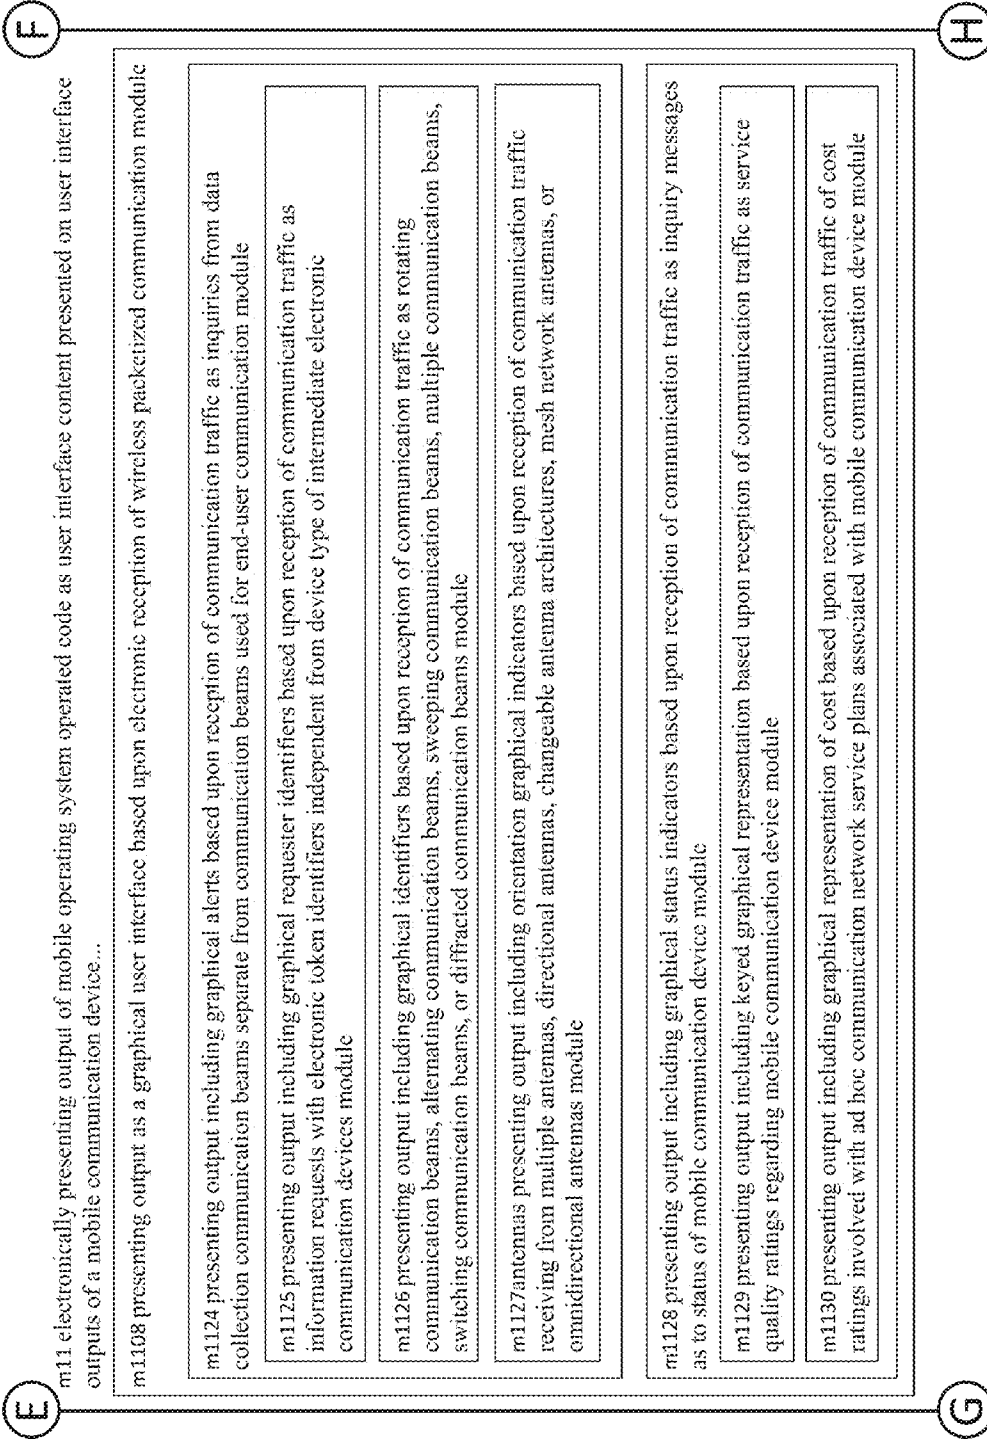 E
F
m11 electronically presenting output of mobile operating system operated code as user interface content presented on user interface
outputs of a mobile communication device...
m1108 presenting output as a graphical user interface based upon electronic reception of wireless packetized communication module
m1124 presenting output including graphical alerts based upon reception of communication traffic as inquiries from data
collection communication beams separate from communication beams used for end-user communication module
m1125 presenting output including graphical requester identifiers based upon reception of communication traffic as
information requests with electronic token identifiers independent from device type of intermediate electronic
communication devices module
m1126 presenting output including graphical identifiers based upon reception of communication traffic as rotating
communication beams, alternating communication beams, sweeping communication beams, multiple communication beams,
switching communication beams, or diffracted communication beams module
m1127antennas presenting output including orientation graphical indicators based upon reception of communication traffic
receiving from multiple antennas, directional antennas, changeable antenna architectures, mesh network antennas, or
omnidirectional antennas module
m1128 presenting output including graphical status indicators based upon reception of communication traffic as inquiry messages
as to status of mobile communication device module
m1129 presenting output including keyed graphical representation based upon reception of communication traffic as service
quality ratings regarding mobile communication device module
m1130 presenting output including graphical representation of cost based upon reception of communication traffic of cost
ratings involved with ad hoc communication network service plans associated with mobile communication device module
G
H